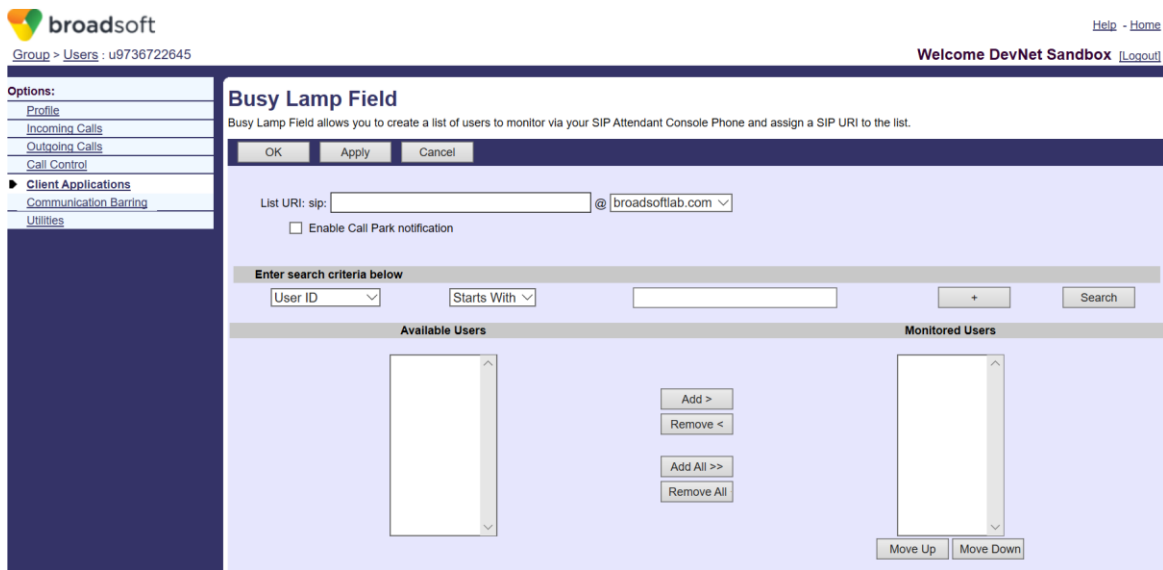 broadsoft
Help - Home
Group > Users : u9736722645
Welcome DevNet Sandbox [Logout]
Options:
Profile
Incoming Calls
Outgoing Calls
Call Control
Client Applications
Communication Barring
Utilities
Busy Lamp Field
Busy Lamp Field allows you to create a list of users to monitor via your SIP Attendant Console Phone and assign a SIP URI to the list.
OK Apply Cancel
List URI: sip: @ broadsoftlab.com
Enable Call Park notification
Enter search criteria below
User ID Starts With + Search
Available Users Monitored Users
Add >
Remove <
Add All >>
Remove All
Move Up Move Down